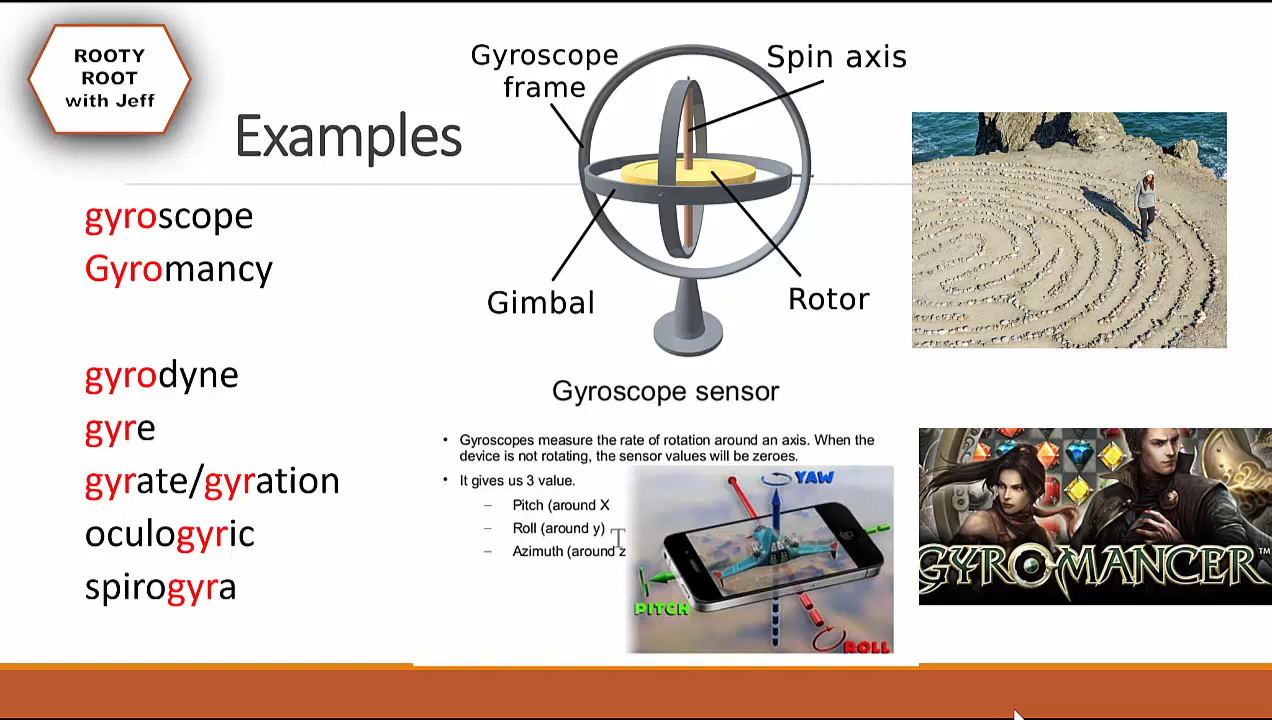 ROOTY
ROOT
with Jeff
Examples
gyroscope
Gyromancy
gyrodyne
gyre
gyrate/gyration
oculogyric
spirogyra
Gyroscope
frame
Spin axis
Gimbal
Rotor
Gyroscope sensor
• Gyroscopes measure the rate of rotation around an axis. When the
device is not rotating, the sensor values will be zeroes.
• It gives us 3 value.
– Pitch (around X
– Roll (around y)
– Azimuth (around z
YAW
PITCH
ROLL
GYROMANCER™